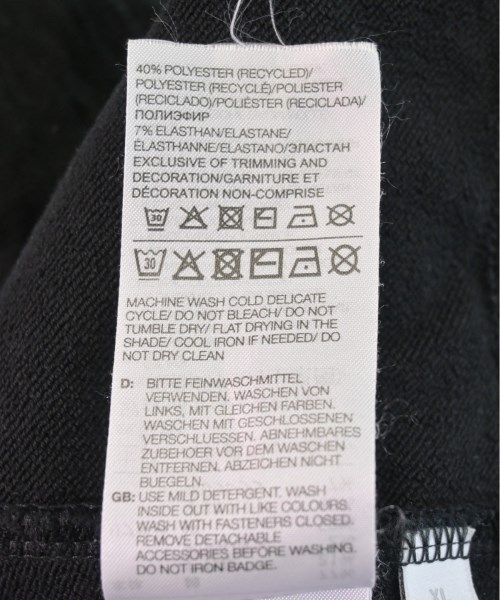 40% POLYESTER (RECYCLED)/
POLYESTER (RECYCLÉ)/POLIESTER
(RECICLADO)/POLIÉSTER (RECICLADA)/
ПОЛИЭФИР
7% ELASTHAN/ELASTANE/
ÉLASTHANNE/ELASTANO/ЭЛАСТАН
EXCLUSIVE OF TRIMMING AND
DECORATION/GARNITURE ET
DÉCORATION NON-COMPRISE
30
30
MACHINE WASH COLD DELICATE
CYCLE/ DO NOT BLEACH/ DO NOT
TUMBLE DRY/ FLAT DRYING IN THE
SHADE/ COOL IRON IF NEEDED/ DO
NOT DRY CLEAN
D: BITTE FEINWASCHMITTEL
VERWENDEN. WASCHEN VON
LINKS, MIT GLEICHEN FARBEN.
WASCHEN MIT GESCHLOSSENEN
VERSCHLUESSEN. ABNEHMBARES
ZUBEHOER VOR DEM WASCHEN
ENTFERNEN. ABZEICHEN NICHT
BUEGELN.
GB: USE MILD DETERGENT. WASH
INSIDE OUT WITH LIKE COLOURS.
WASH WITH FASTENERS CLOSED.
REMOVE DETACHABLE
ACCESSORIES BEFORE WASHING.
DO NOT IRON BADGE.
XL